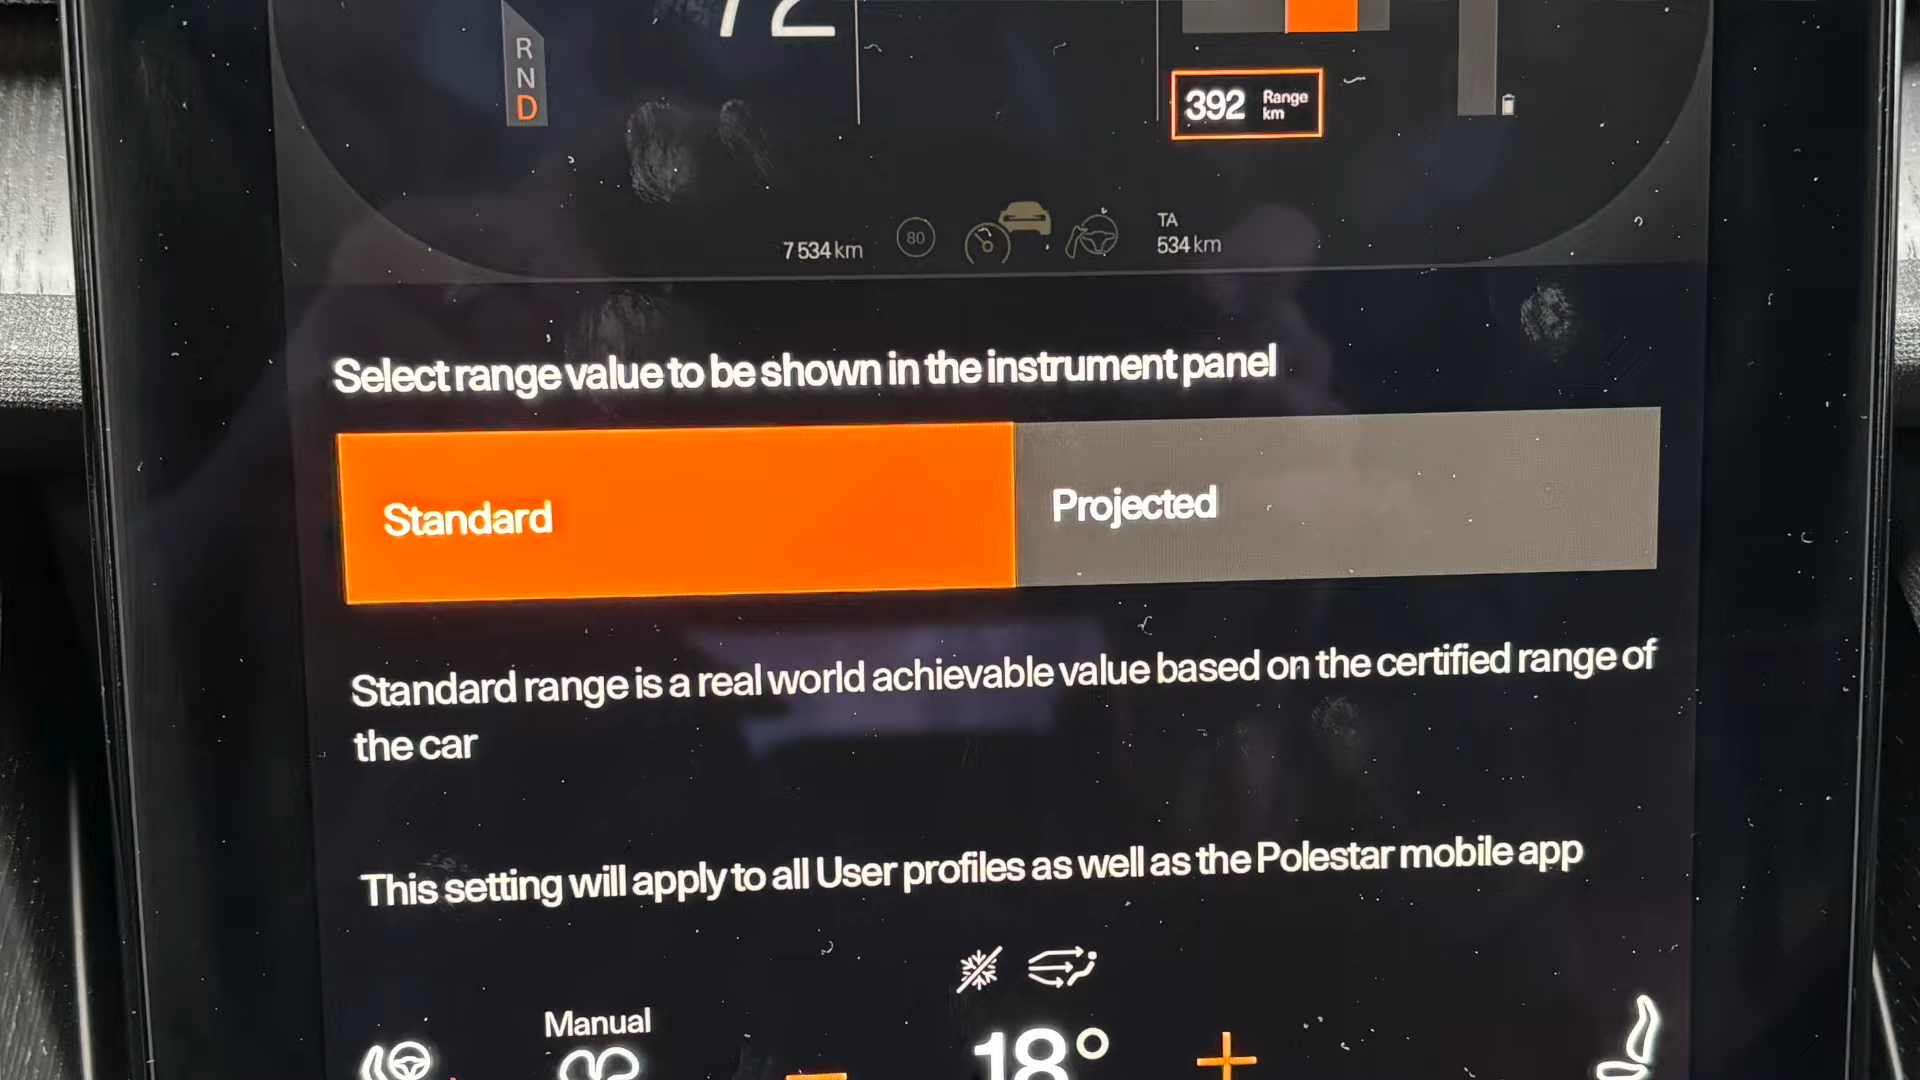 R
N
D
72
392 Range km
7 534 km
80
TA
534 km
Select range value to be shown in the instrument panel
Standard
Projected
Standard range is a real world achievable value based on the certified range of
the car
This setting will apply to all User profiles as well as the Polestar mobile app
Manual
18°